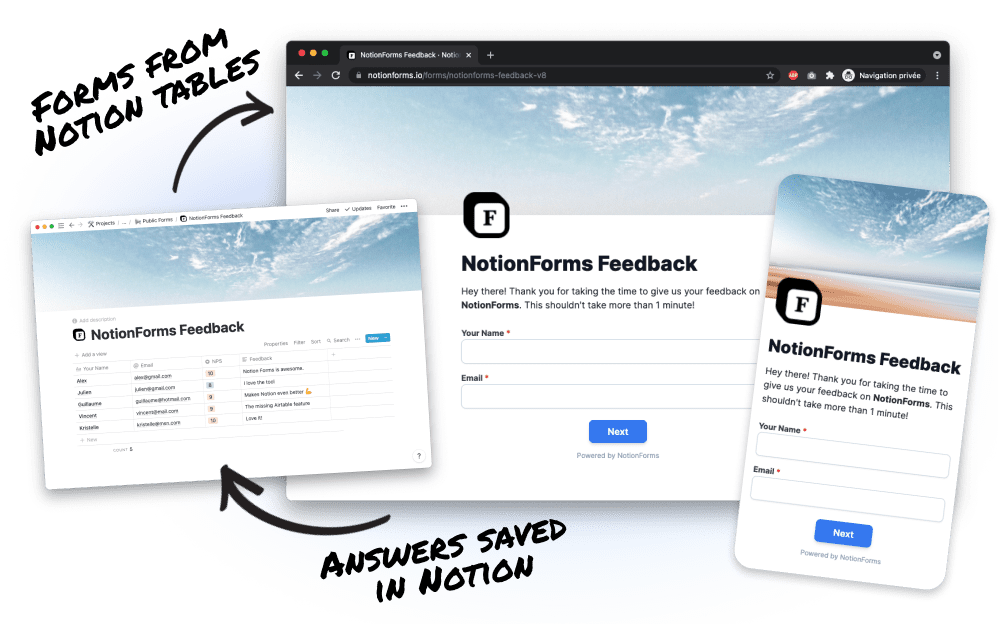 FORMS FROM
NOTION TABLES
NotionForms Feedback · Notio
notionforms.io/forms/notionforms-feedback-v8
ABP
Navigation privée
F
NotionForms Feedback
Hey there! Thank you for taking the time to give us your feedback on
NotionForms. This shouldn't take more than 1 minute!
Your Name *
Email *
Next
Powered by NotionForms
Projects / ... / Public Forms / NotionForms Feedback
Share Updates Favorite
Add description
NotionForms Feedback
Add a view
Properties Filter Sort Search New
Your Name Email NPS Feedback
Alex alex@gmail.com 10 Notion Forms is awesome.
Julien julien@gmail.com 8 I love the tool
Guillaume guillaume@hotmail.com 9 Makes Notion even better 💪
Vincent vincent@mail.com 9 The missing Airtable feature
Kristelle kristelle@msn.com 10 Love it!
+ New
COUNT 5
?
F
NotionForms Feedback
Hey there! Thank you for taking the time to
give us your feedback on NotionForms. This
shouldn't take more than 1 minute!
Your Name *
Email *
Next
Powered by NotionForms
ANSWERS SAVED
IN NOTION